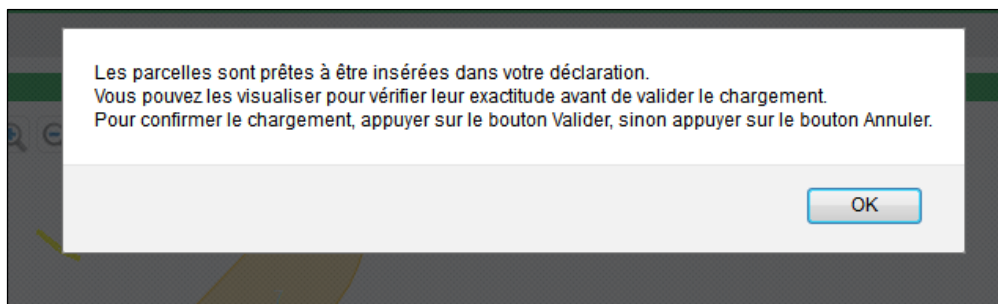 Les parcelles sont prêtes à être insérées dans votre déclaration.
Vous pouvez les visualiser pour vérifier leur exactitude avant de valider le chargement.
Pour confirmer le chargement, appuyer sur le bouton Valider, sinon appuyer sur le bouton Annuler.
OK